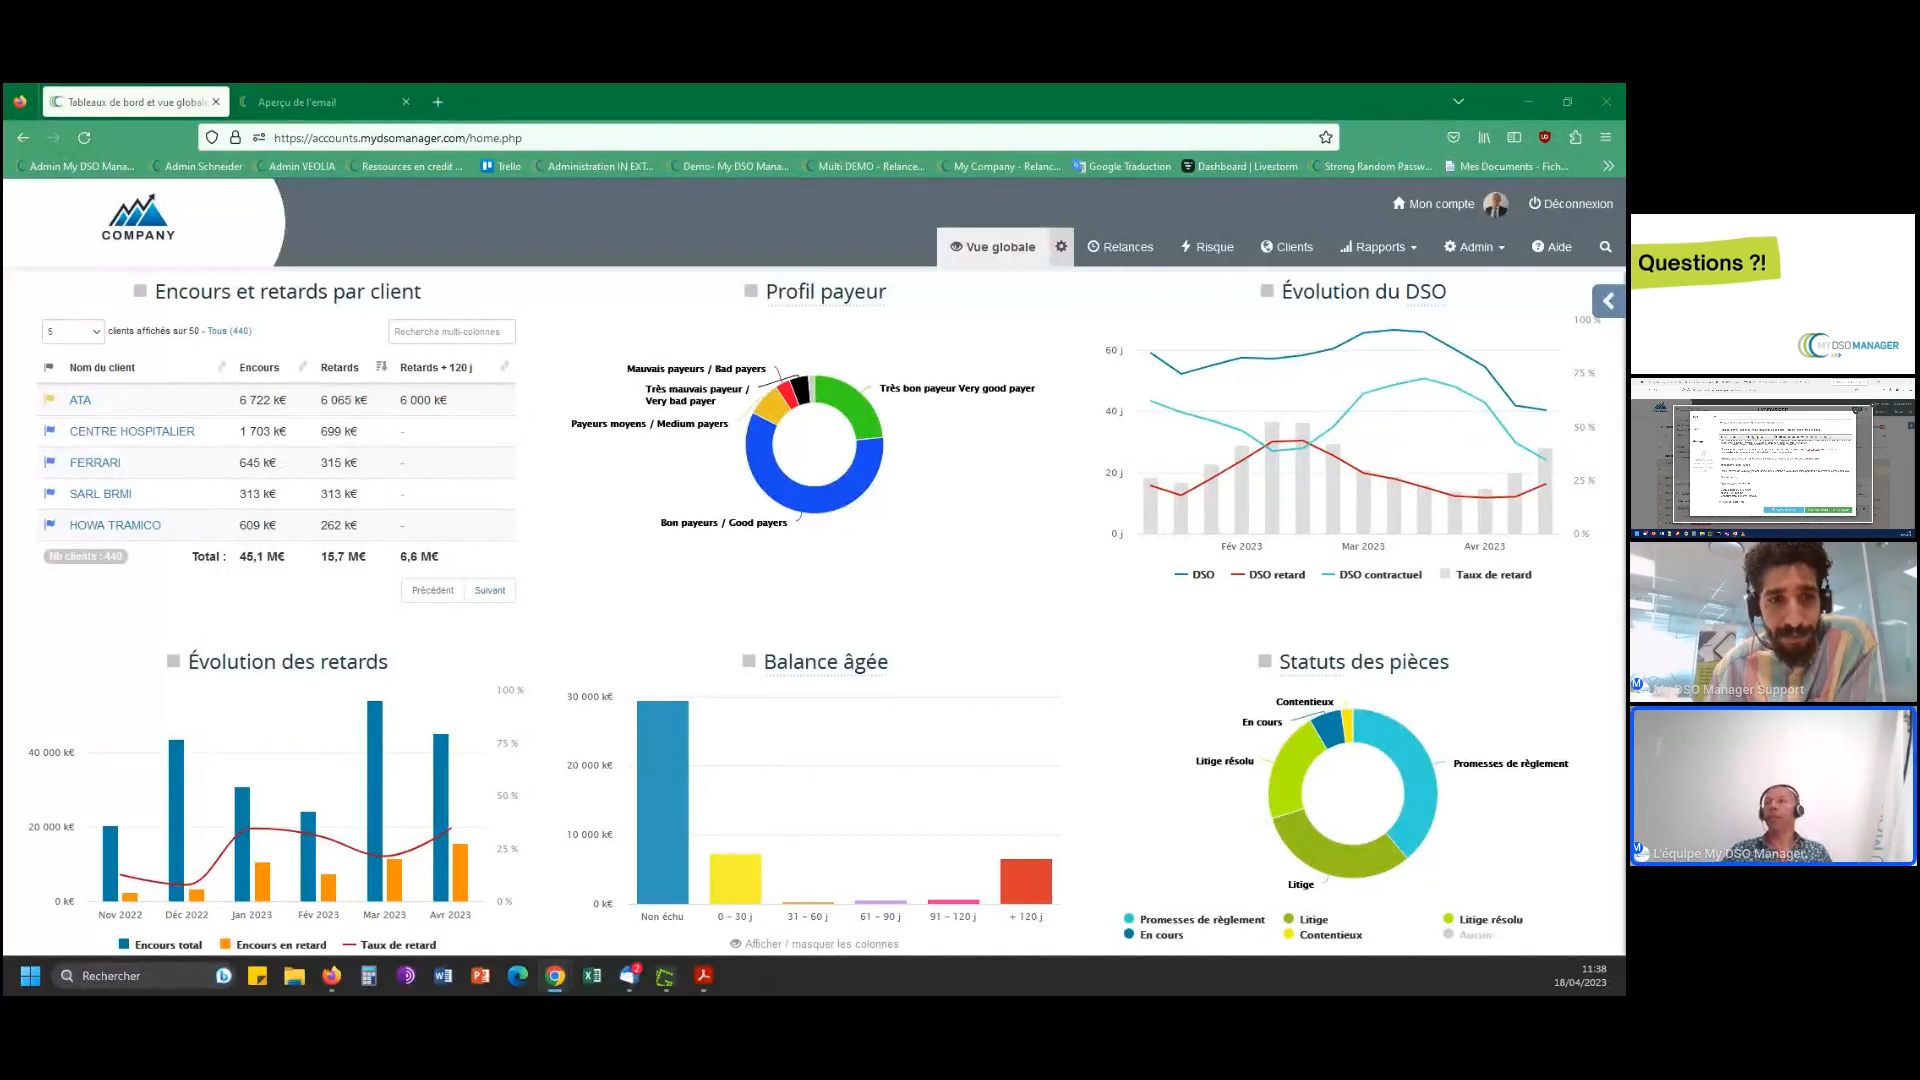 Tableaux de bord et vue globale
Aperçu de l'email
https://accounts.mydsomanager.com/home.php
Admin My DSO Mana...
Admin Schneider
Admin VEOLIA
Ressources en credit ...
Trello
Administration IN EXT...
Demo- My DSO Mana...
Multi DEMO - Relance...
My Company - Relanc...
Google Traduction
Dashboard | Livestorm
Strong Random Passw...
Mes Documents - Fich...
COMPANY
Mon compte
Déconnexion
Vue globale
Relances
Risque
Clients
Rapports
Admin
Aide
Encours et retards par client
5 clients affichés sur 50 - Tous (440)
Recherche multi-colonnes
Nom du client Encours Retards Retards + 120 j
ATA 6 722 k€ 6 065 k€ 6 000 k€
CENTRE HOSPITALIER 1 703 k€ 699 k€ -
FERRARI 645 k€ 315 k€ -
SARL BRMI 313 k€ 313 k€ -
HOWA TRAMICO 609 k€ 262 k€ -
Nb clients : 440 Total : 45,1 M€ 15,7 M€ 6,6 M€
Précédent Suivant
Profil payeur
Mauvais payeurs / Bad payers
Très mauvais payeur /
Very bad payer
Payeurs moyens / Medium payers
Très bon payeur Very good payer
Bon payeurs / Good payers
Évolution du DSO
60 j
40 j
20 j
0 j
100 %
75 %
50 %
25 %
0 %
Fév 2023 Mar 2023 Avr 2023
DSO DSO retard DSO contractuel Taux de retard
Évolution des retards
40 000 k€
20 000 k€
0 k€
100 %
75 %
50 %
25 %
0 %
Nov 2022 Déc 2022 Jan 2023 Fév 2023 Mar 2023 Avr 2023
Encours total Encours en retard Taux de retard
Balance âgée
30 000 k€
20 000 k€
10 000 k€
0 k€
Non échu 0 – 30 j 31 – 60 j 61 – 90 j 91 – 120 j + 120 j
Afficher / masquer les colonnes
Statuts des pièces
Contentieux
En cours
Litige résolu
Promesses de règlement
Litige
Promesses de règlement Litige Litige résolu
En cours Contentieux Aucun
Rechercher
2
11:38
18/04/2023
Questions ?!
MY DSO MANAGER
My DSO Manager Support
L'équipe My DSO Manager